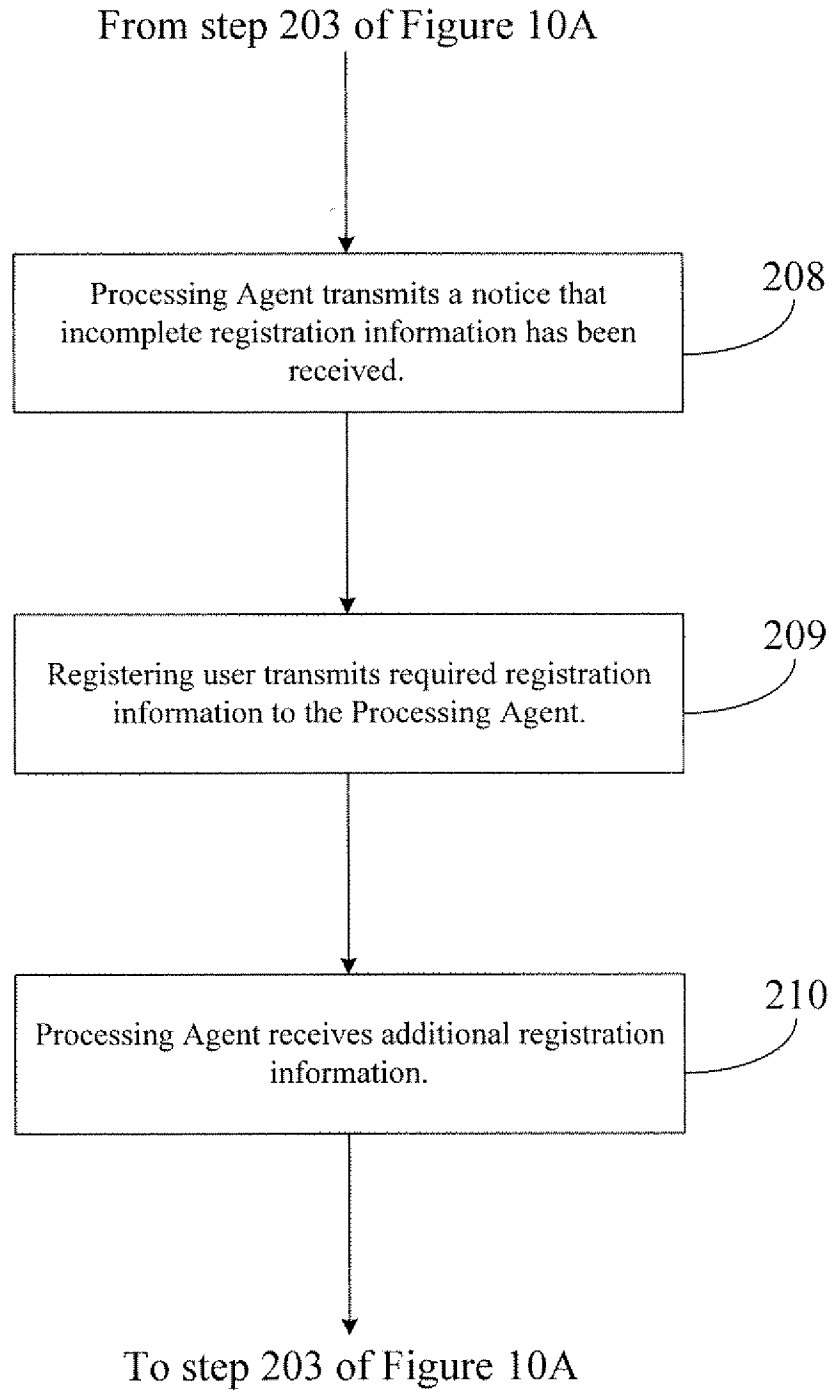 From step 203 of Figure 10A
208
Processing Agent transmits a notice that
incomplete registration information has been
received.
209
Registering user transmits required registration
information to the Processing Agent.
210
Processing Agent receives additional registration
information.
To step 203 of Figure 10A